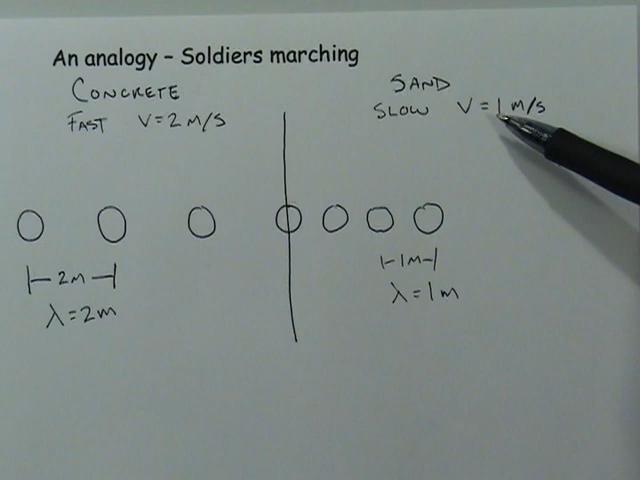 An analogy – Soldiers marching
CONCRETE
FAST V=2 M/S
SAND
SLOW V=1 M/S
2M
λ=2m
1M
λ=1m